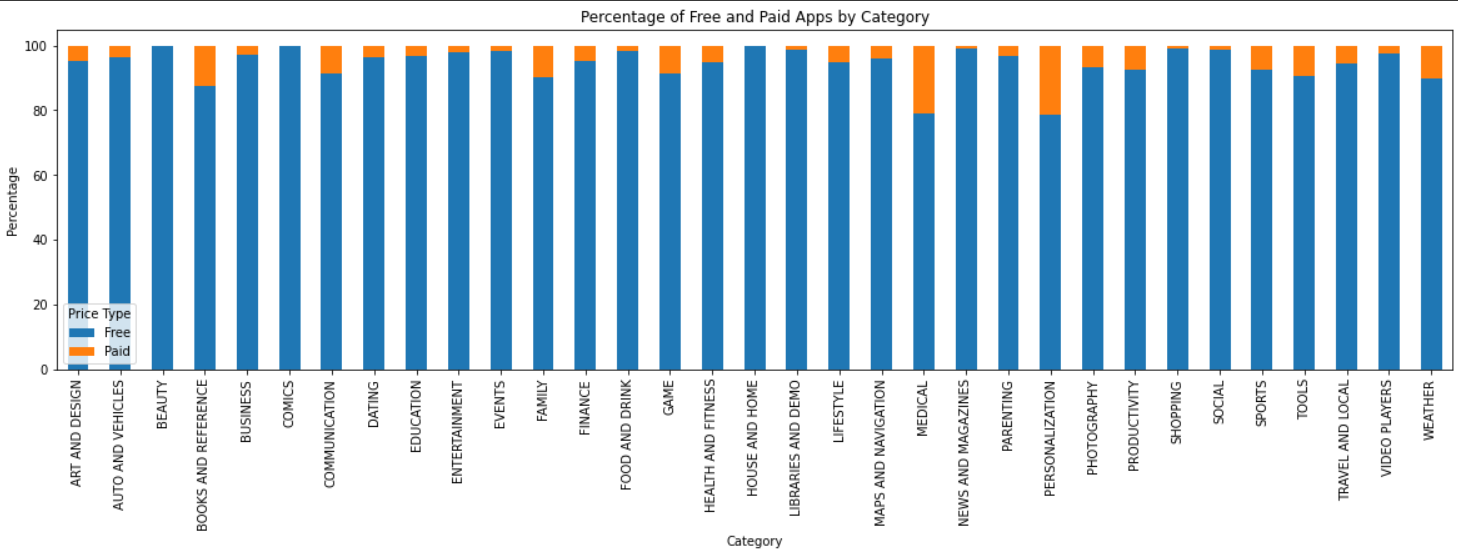 Percentage of Free and Paid Apps by Category
Percentage
100
80
60
40
20
0
Price Type
Free
Paid
ART AND DESIGN
AUTO AND VEHICLES
BEAUTY
BOOKS AND REFERENCE
BUSINESS
COMICS
COMMUNICATION
DATING
EDUCATION
ENTERTAINMENT
EVENTS
FAMILY
FINANCE
FOOD AND DRINK
GAME
HEALTH AND FITNESS
HOUSE AND HOME
LIBRARIES AND DEMO
LIFESTYLE
MAPS AND NAVIGATION
MEDICAL
NEWS AND MAGAZINES
PARENTING
PERSONALIZATION
PHOTOGRAPHY
PRODUCTIVITY
SHOPPING
SOCIAL
SPORTS
TOOLS
TRAVEL AND LOCAL
VIDEO PLAYERS
WEATHER
Category